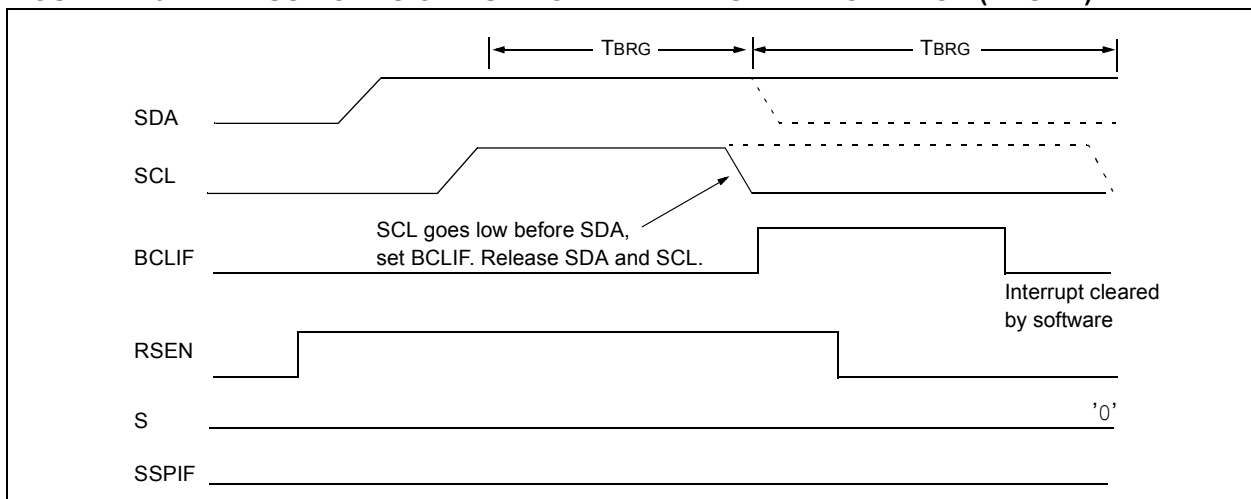 TBRG TBRG
SDA
SCL
SCL goes low before SDA,
set BCLIF. Release SDA and SCL.
BCLIF
Interrupt cleared
by software
RSEN
S '0'
SSPIF